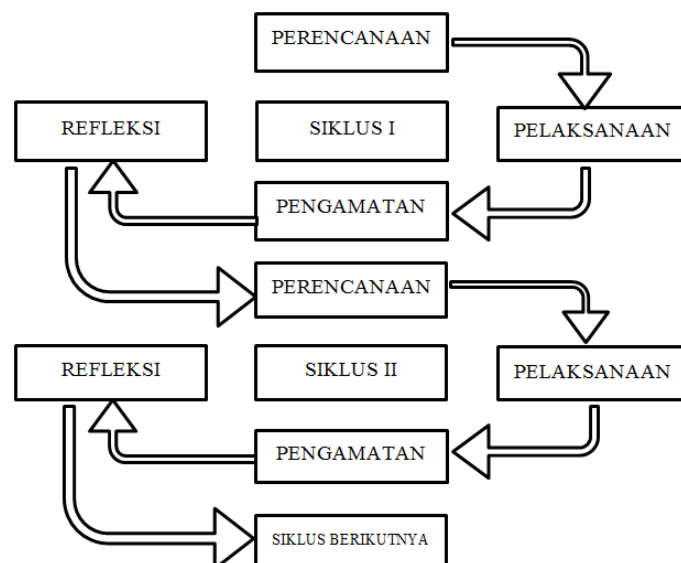 PERENCANAAN
REFLEKSI
SIKLUS I
PELAKSANAAN
PENGAMATAN
PERENCANAAN
REFLEKSI
SIKLUS II
PELAKSANAAN
PENGAMATAN
SIKLUS BERIKUTNYA